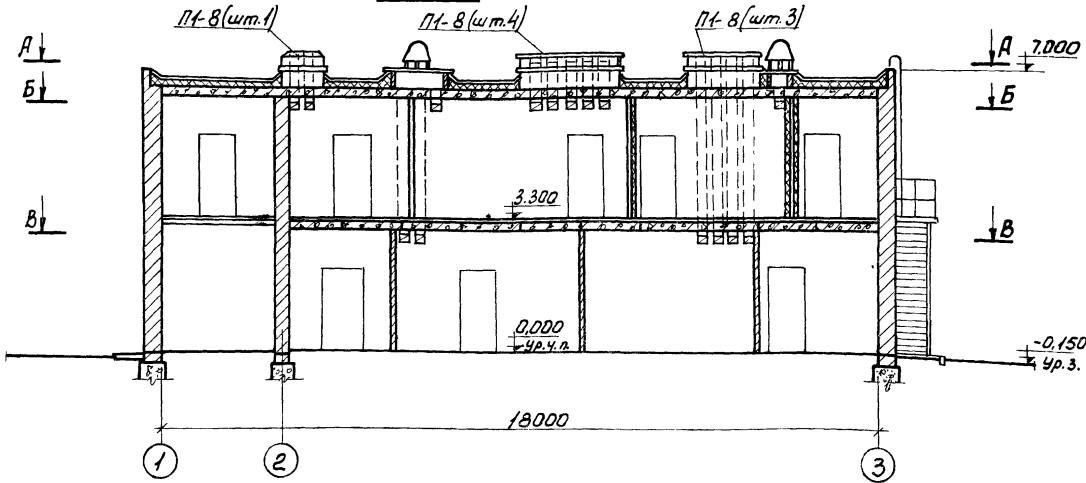 П1-8(шт.1)
П1-8(шт.4)
П1-8(шт.3)
А
А
7.000
Б
Б
3.300
В
В
0,000
Ур.ч.п.
-0,150
Ур.з.
18000
1
2
3